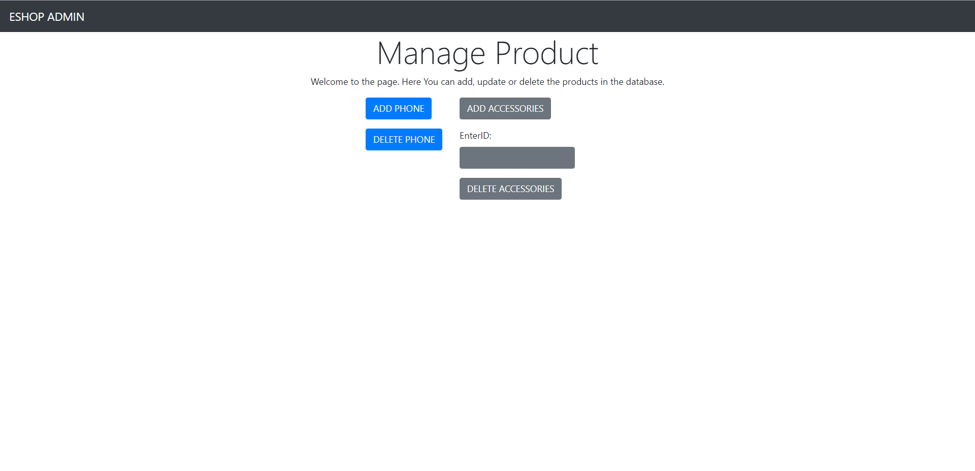 ESHOP ADMIN
Manage Product
Welcome to the page. Here You can add, update or delete the products in the database.
ADD PHONE
DELETE PHONE
ADD ACCESSORIES
EnterID:
DELETE ACCESSORIES